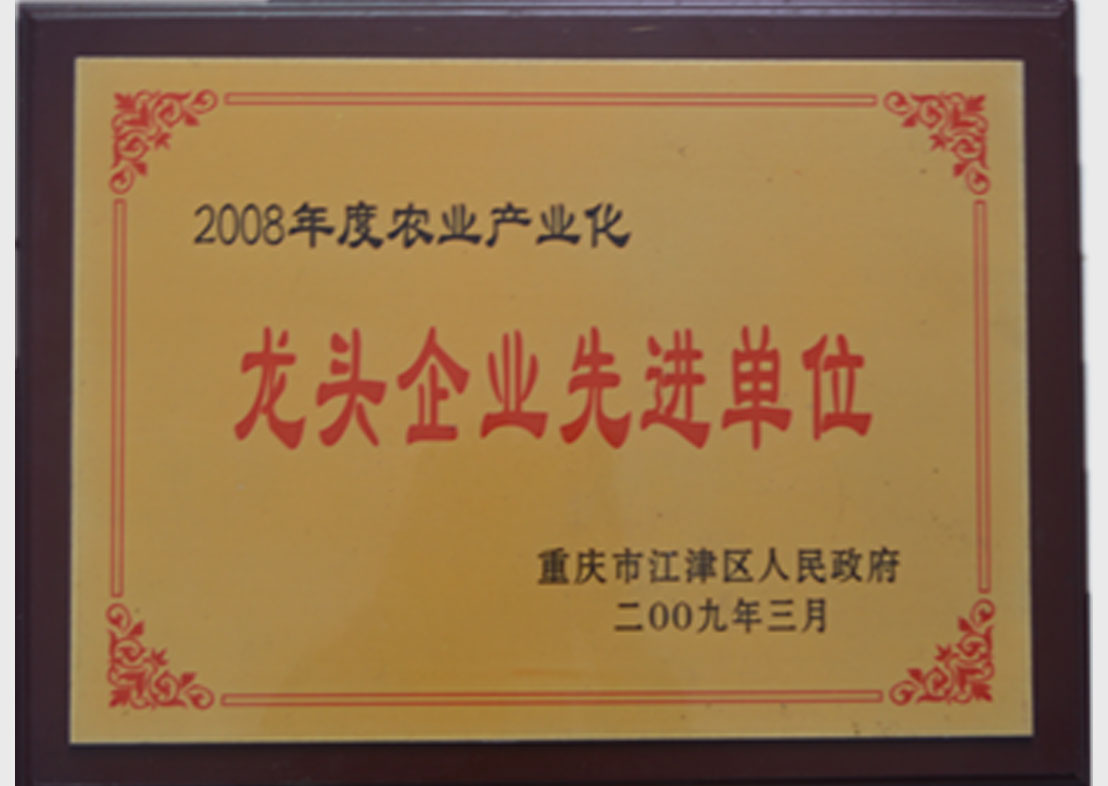 2008年度农业产业化
龙头企业先进单位
重庆市江津区人民政府
二00九年三月